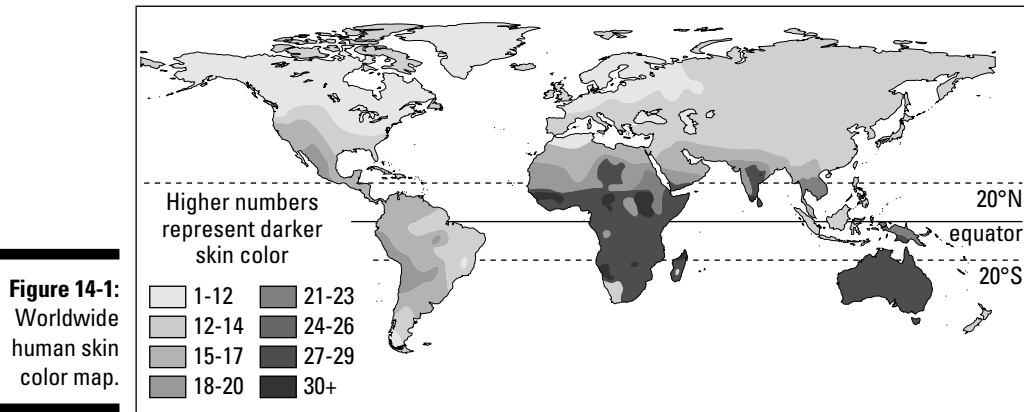 Figure 14-1:
Worldwide
human skin
color map.
Higher numbers
represent darker
skin color
1-12
12-14
15-17
18-20
21-23
24-26
27-29
30+
20°N
equator
20°S